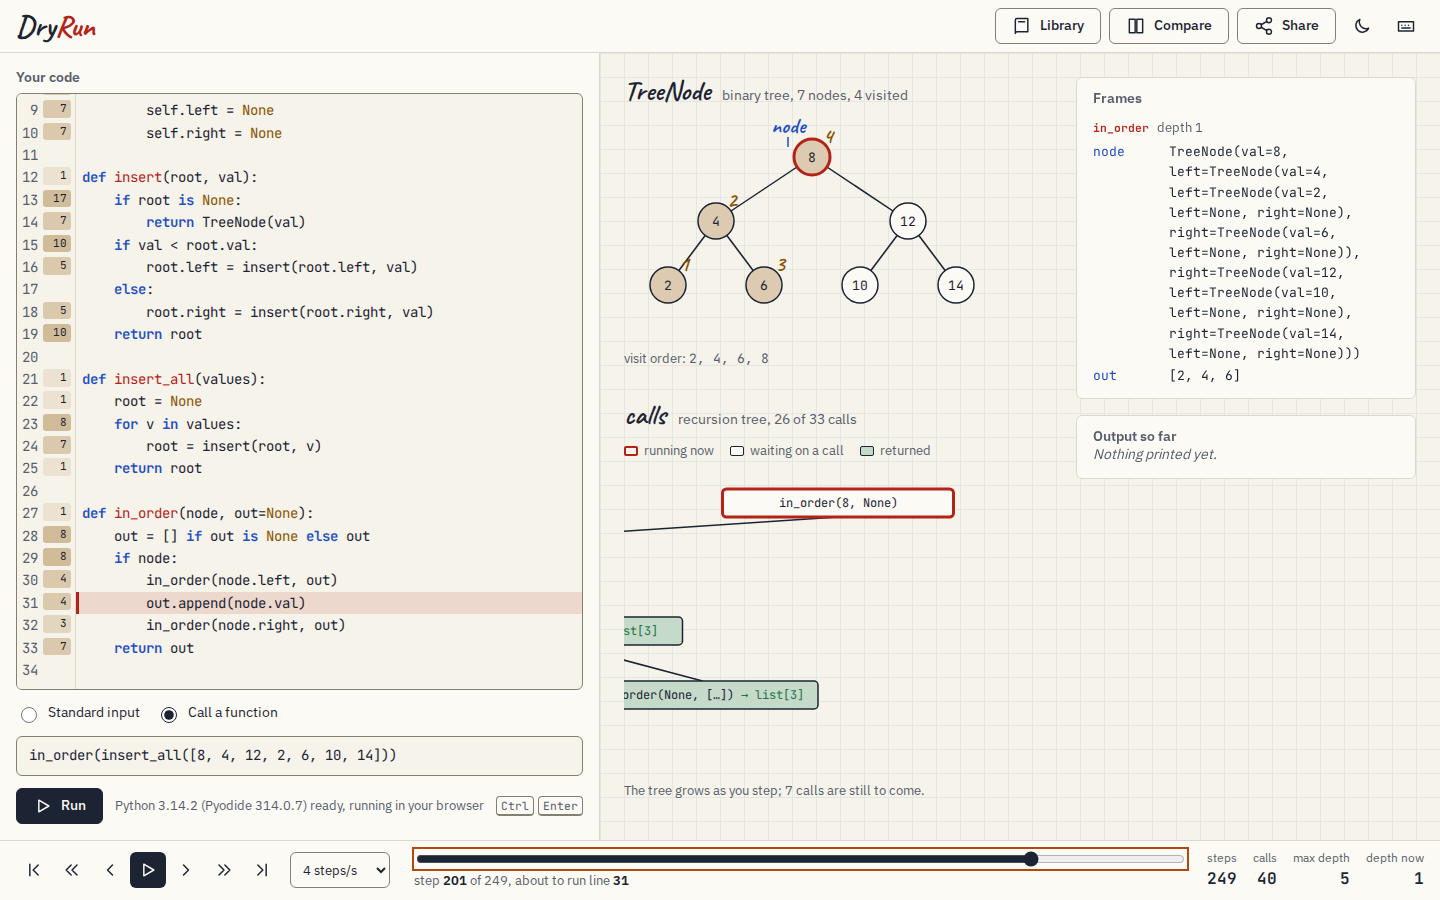 DryRun
Library
Compare
Share
Your code
9 7 self.left = None
10 7 self.right = None
11
12 1 def insert(root, val):
13 17 if root is None:
14 7 return TreeNode(val)
15 10 if val < root.val:
16 5 root.left = insert(root.left, val)
17 else:
18 5 root.right = insert(root.right, val)
19 10 return root
20
21 1 def insert_all(values):
22 1 root = None
23 8 for v in values:
24 7 root = insert(root, v)
25 1 return root
26
27 1 def in_order(node, out=None):
28 8 out = [] if out is None else out
29 8 if node:
30 4 in_order(node.left, out)
31 4 out.append(node.val)
32 3 in_order(node.right, out)
33 7 return out
34
Standard input
Call a function
in_order(insert_all([8, 4, 12, 2, 6, 10, 14]))
Run
Python 3.14.2 (Pyodide 314.0.7) ready, running in your browser
Ctrl Enter
TreeNode binary tree, 7 nodes, 4 visited
node
4
8
2
4
12
1
3
2
6
10
14
visit order: 2, 4, 6, 8
calls recursion tree, 26 of 33 calls
running now
waiting on a call
returned
in_order(8, None)
st[3]
order(None, […]) → list[3]
The tree grows as you step; 7 calls are still to come.
Frames
in_order depth 1
node TreeNode(val=8,
left=TreeNode(val=4,
left=TreeNode(val=2,
left=None, right=None),
right=TreeNode(val=6,
left=None, right=None)),
right=TreeNode(val=12,
left=TreeNode(val=10,
left=None, right=None),
right=TreeNode(val=14,
left=None, right=None)))
out [2, 4, 6]
Output so far
Nothing printed yet.
4 steps/s
step 201 of 249, about to run line 31
steps calls max depth depth now
249 40 5 1